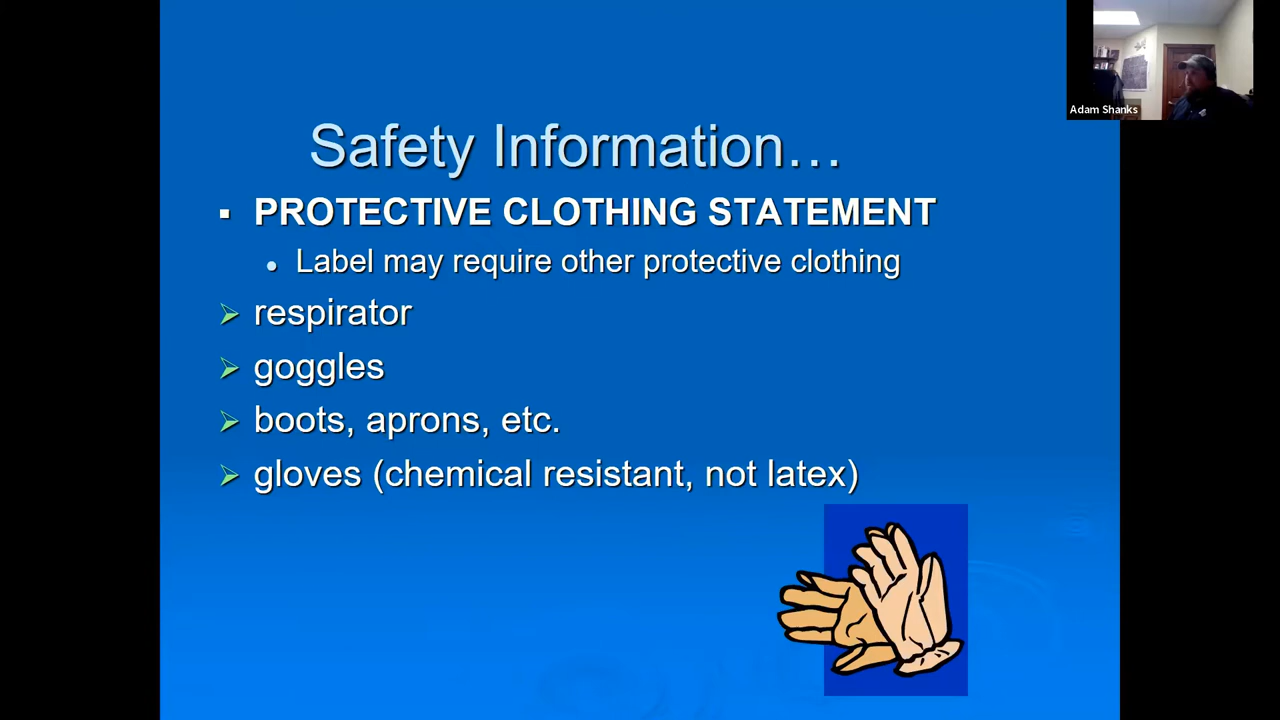 Adam Shanks
Safety Information…
PROTECTIVE CLOTHING STATEMENT
Label may require other protective clothing
respirator
goggles
boots, aprons, etc.
gloves (chemical resistant, not latex)